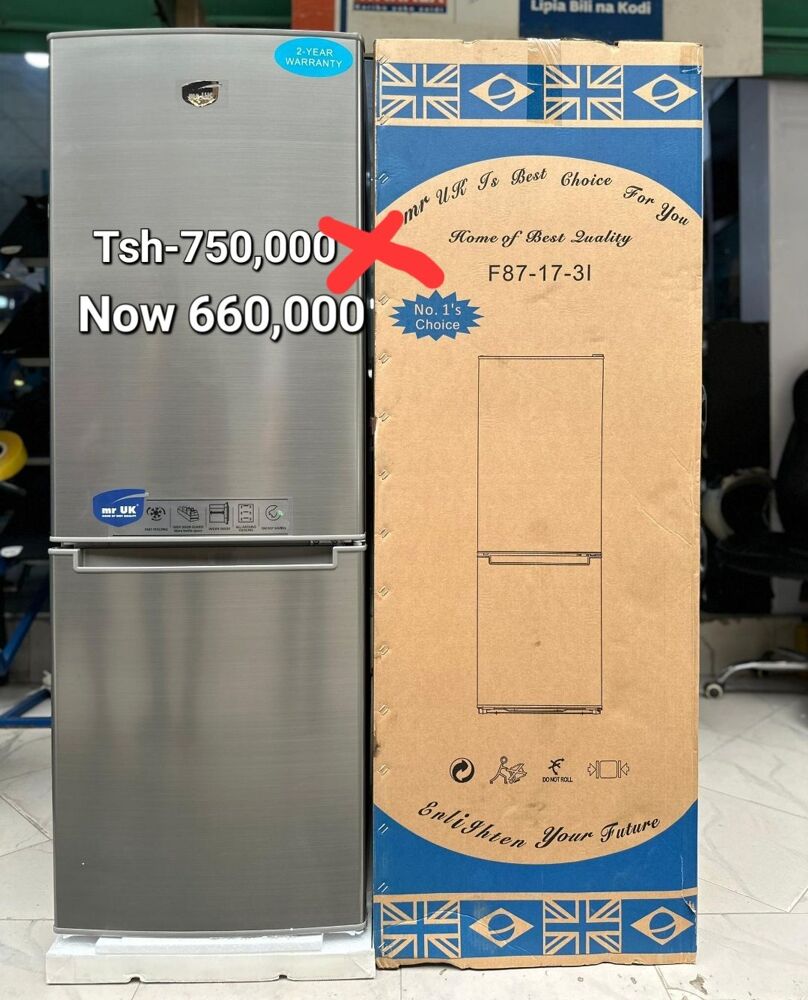 Lipia Bili na Kodi
2-YEAR
WARRANTY
mr UK Is Best Choice For You
Home of Best Quality
F87-17-3I
Tsh-750,000
Now 660,000
No. 1's
Choice
mr UK
DO NOT ROLL
Enlighten Your Future